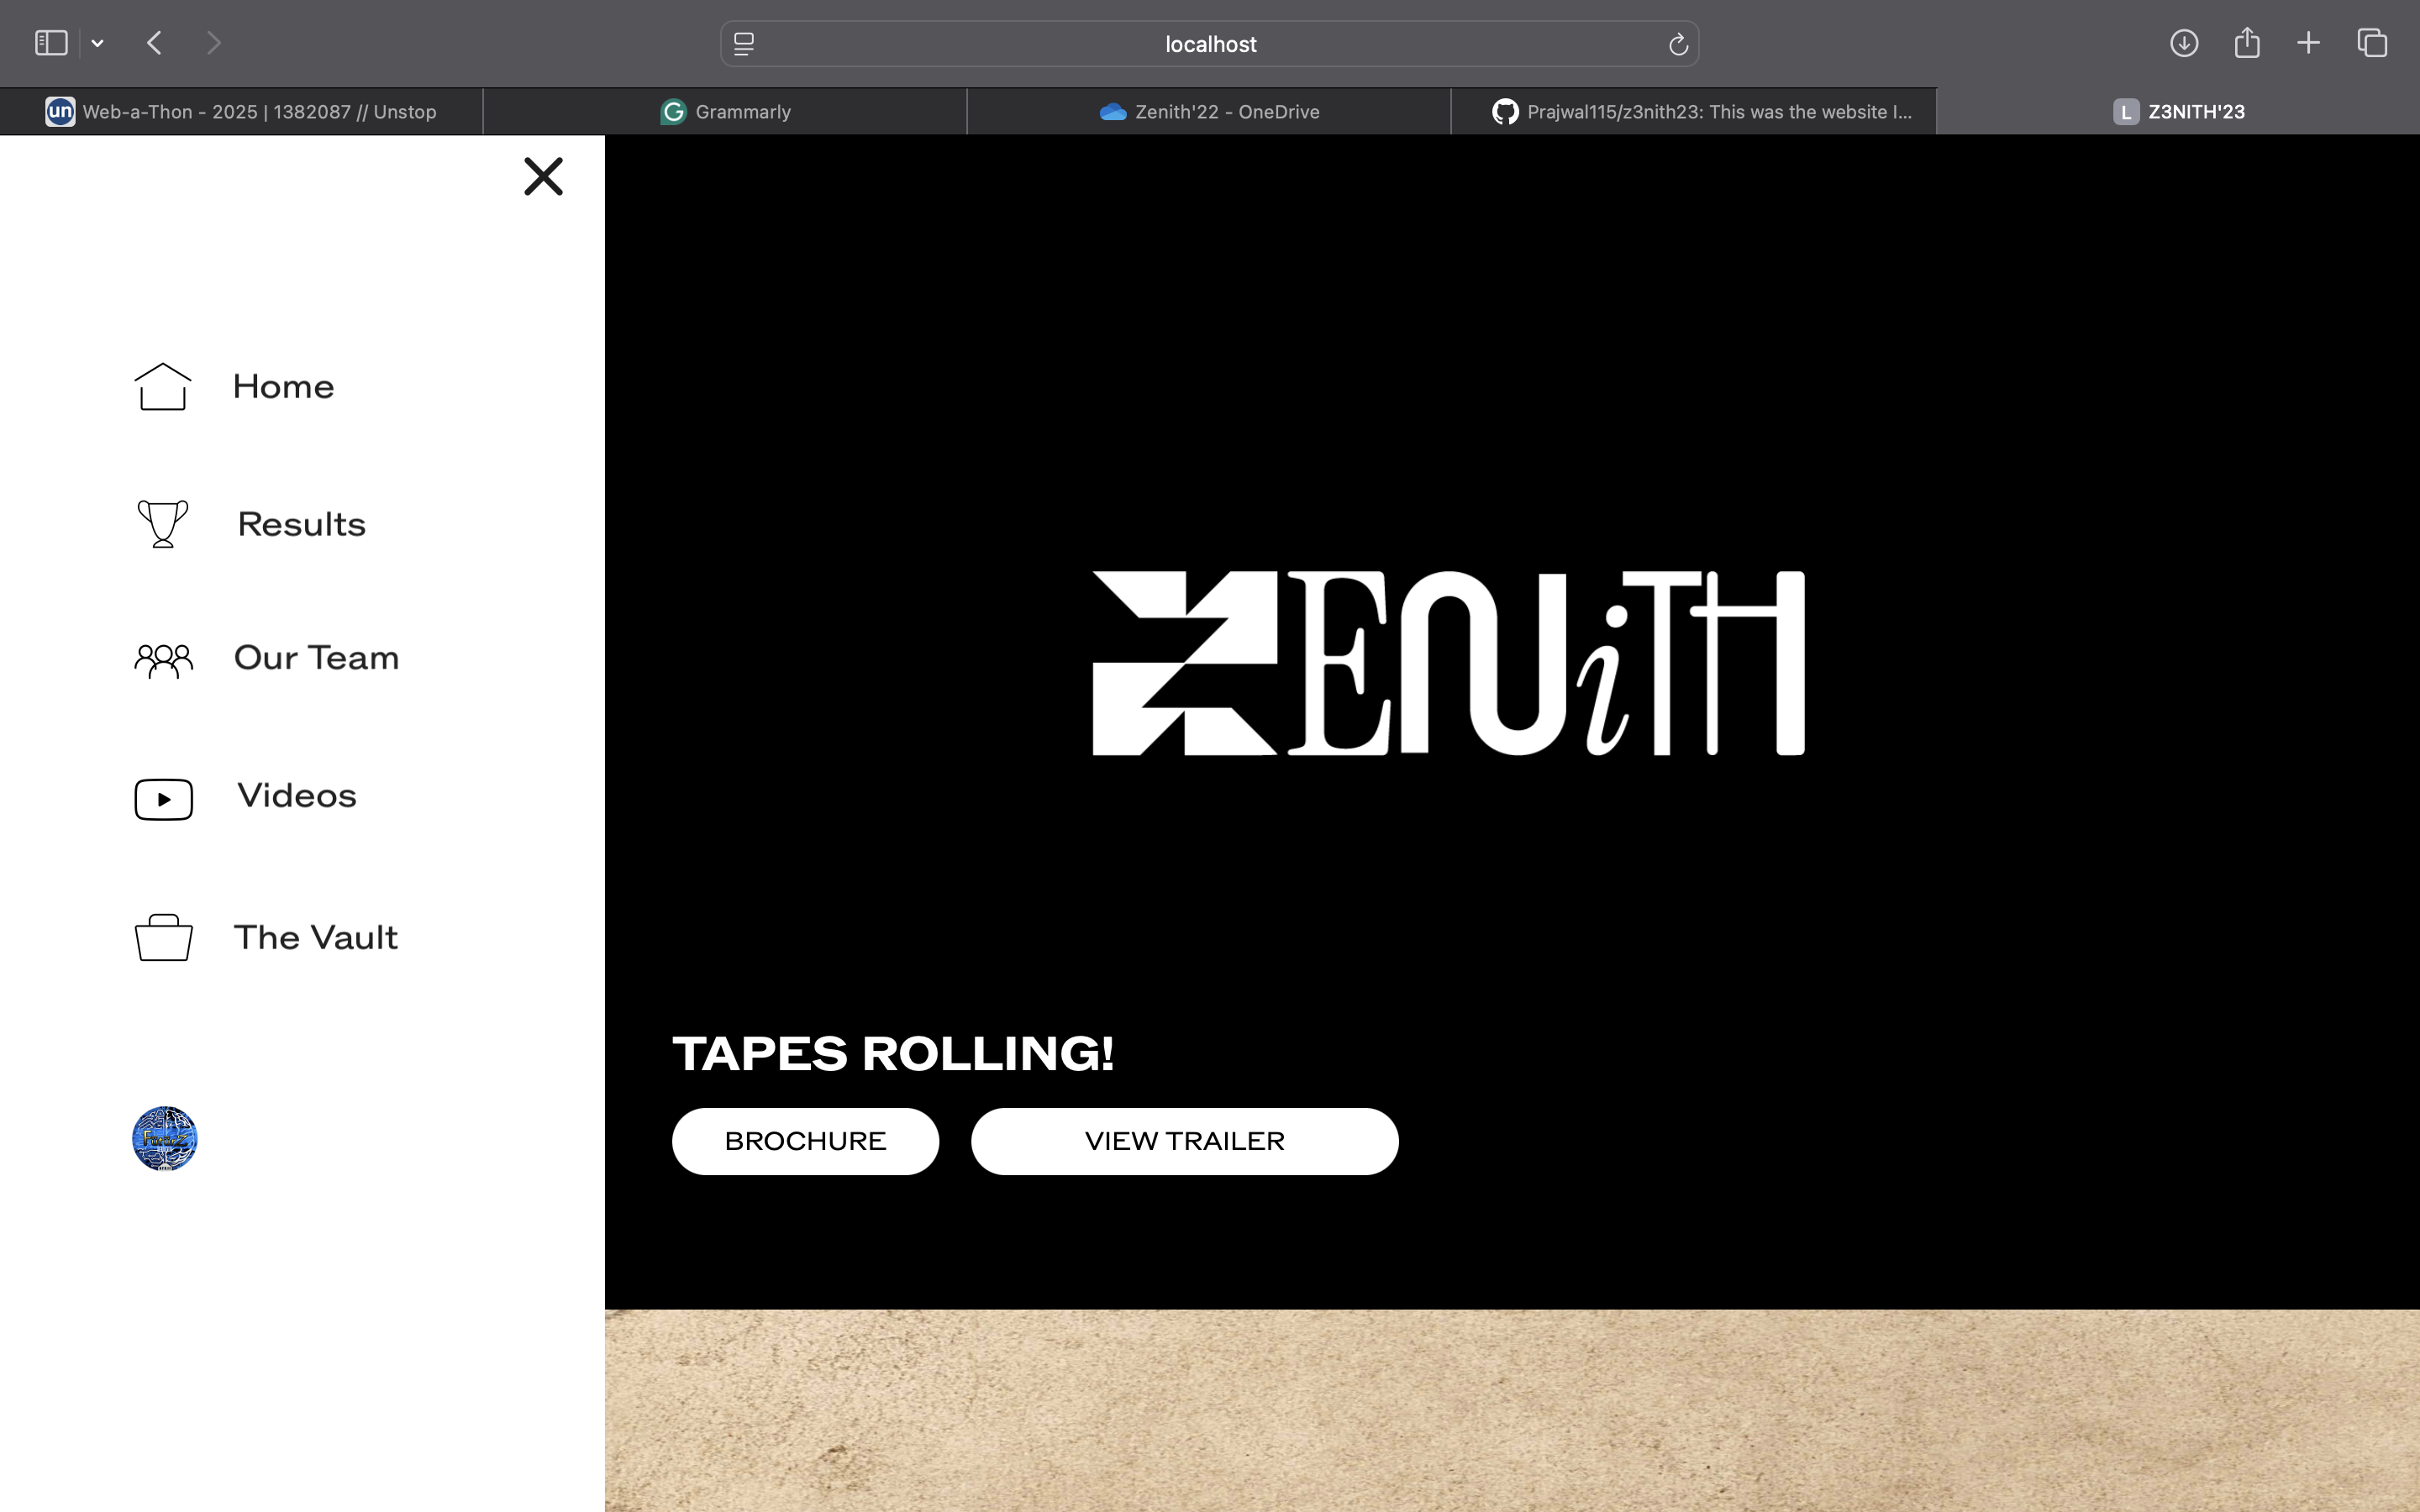 localhost
un Web-a-Thon - 2025 | 1382087 // Unstop
G Grammarly
Zenith'22 - OneDrive
Prajwal115/z3nith23: This was the website I...
L Z3NITH'23
Home
Results
Our Team
Videos
The Vault
ZENiTH
TAPES ROLLING!
BROCHURE
VIEW TRAILER